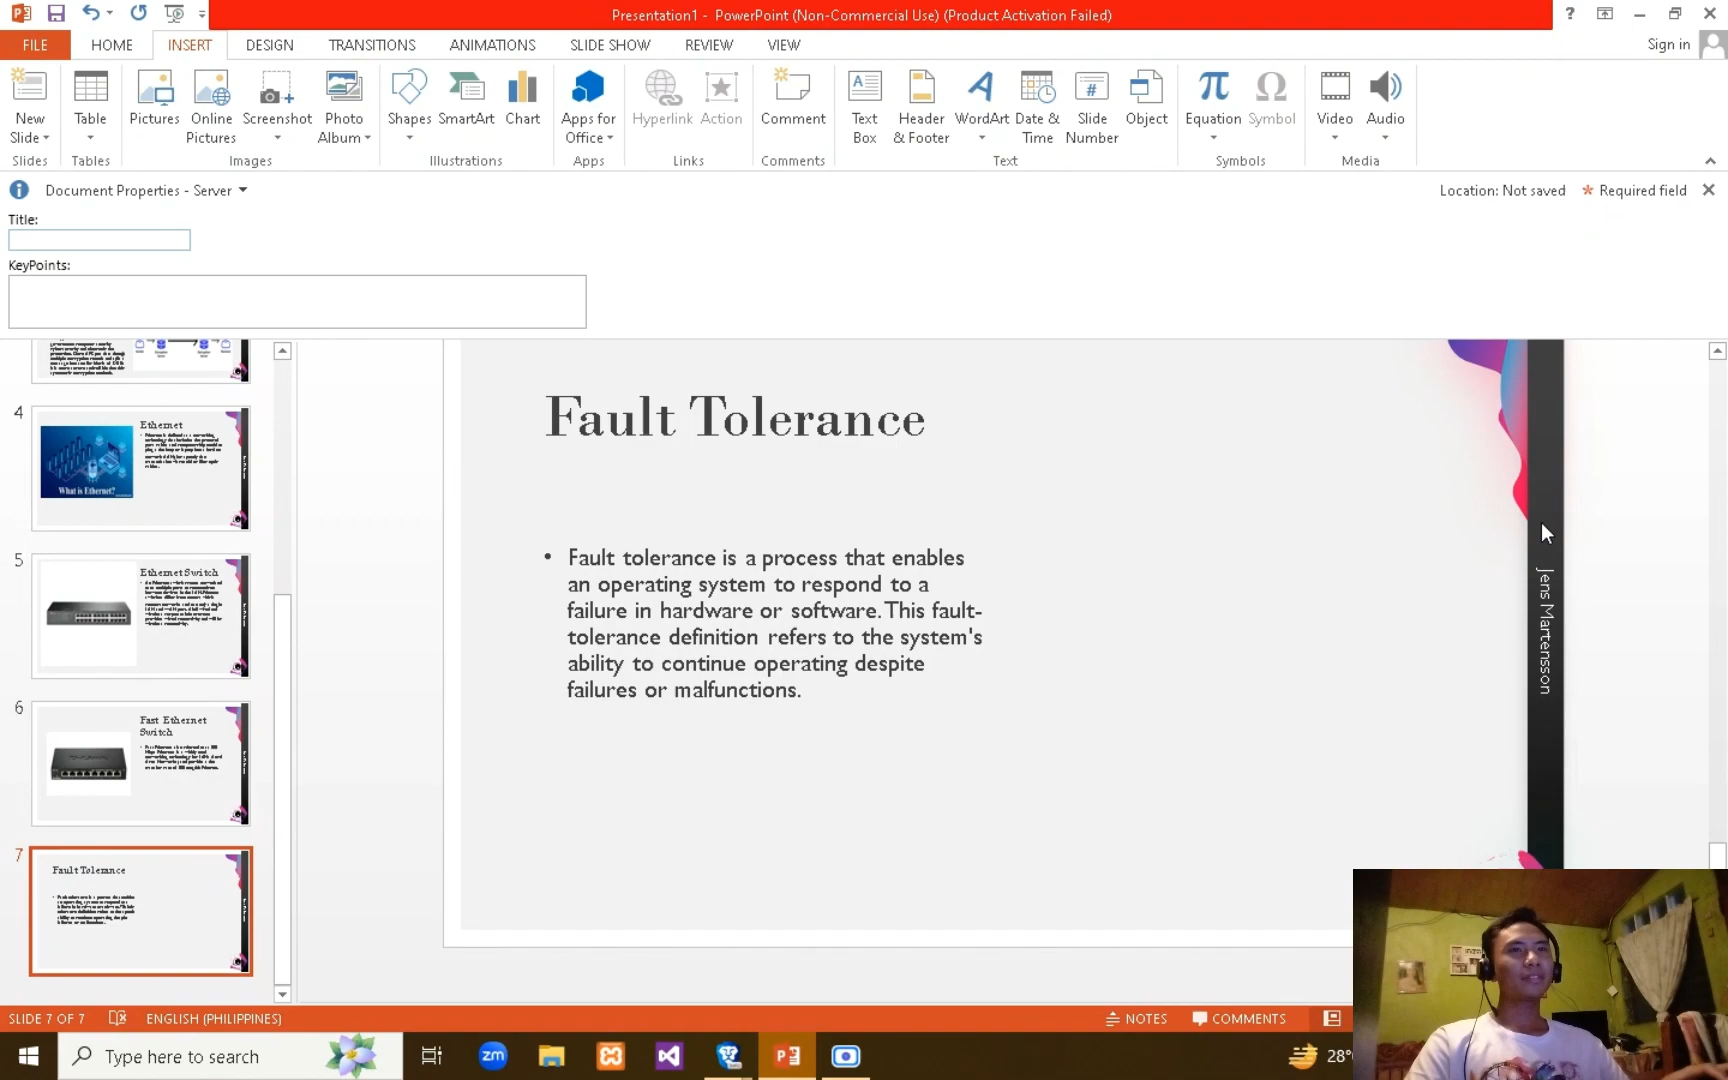 Presentation1 - PowerPoint (Non-Commercial Use) (Product Activation Failed)
FILE HOME INSERT DESIGN TRANSITIONS ANIMATIONS SLIDE SHOW REVIEW VIEW
Sign in
New Slide
Table
Pictures
Online Pictures
Screenshot
Photo Album
Shapes
SmartArt
Chart
Apps for Office
Hyperlink
Action
Comment
Text Box
Header & Footer
WordArt
Date & Time
Slide Number
Object
Equation
Symbol
Video
Audio
Slides Tables Images Illustrations Apps Links Comments Text Symbols Media
Document Properties - Server
Location: Not saved * Required field
Title:
KeyPoints:
4
Ethernet
What is Ethernet?
5
Ethernet Switch
6
Fast Ethernet
Switch
7
Fault Tolerance
Fault Tolerance
• Fault tolerance is a process that enables
an operating system to respond to a
failure in hardware or software. This fault-
tolerance definition refers to the system's
ability to continue operating despite
failures or malfunctions.
Jens Martensson
SLIDE 7 OF 7 ENGLISH (PHILIPPINES) NOTES COMMENTS
Type here to search
zm
28°